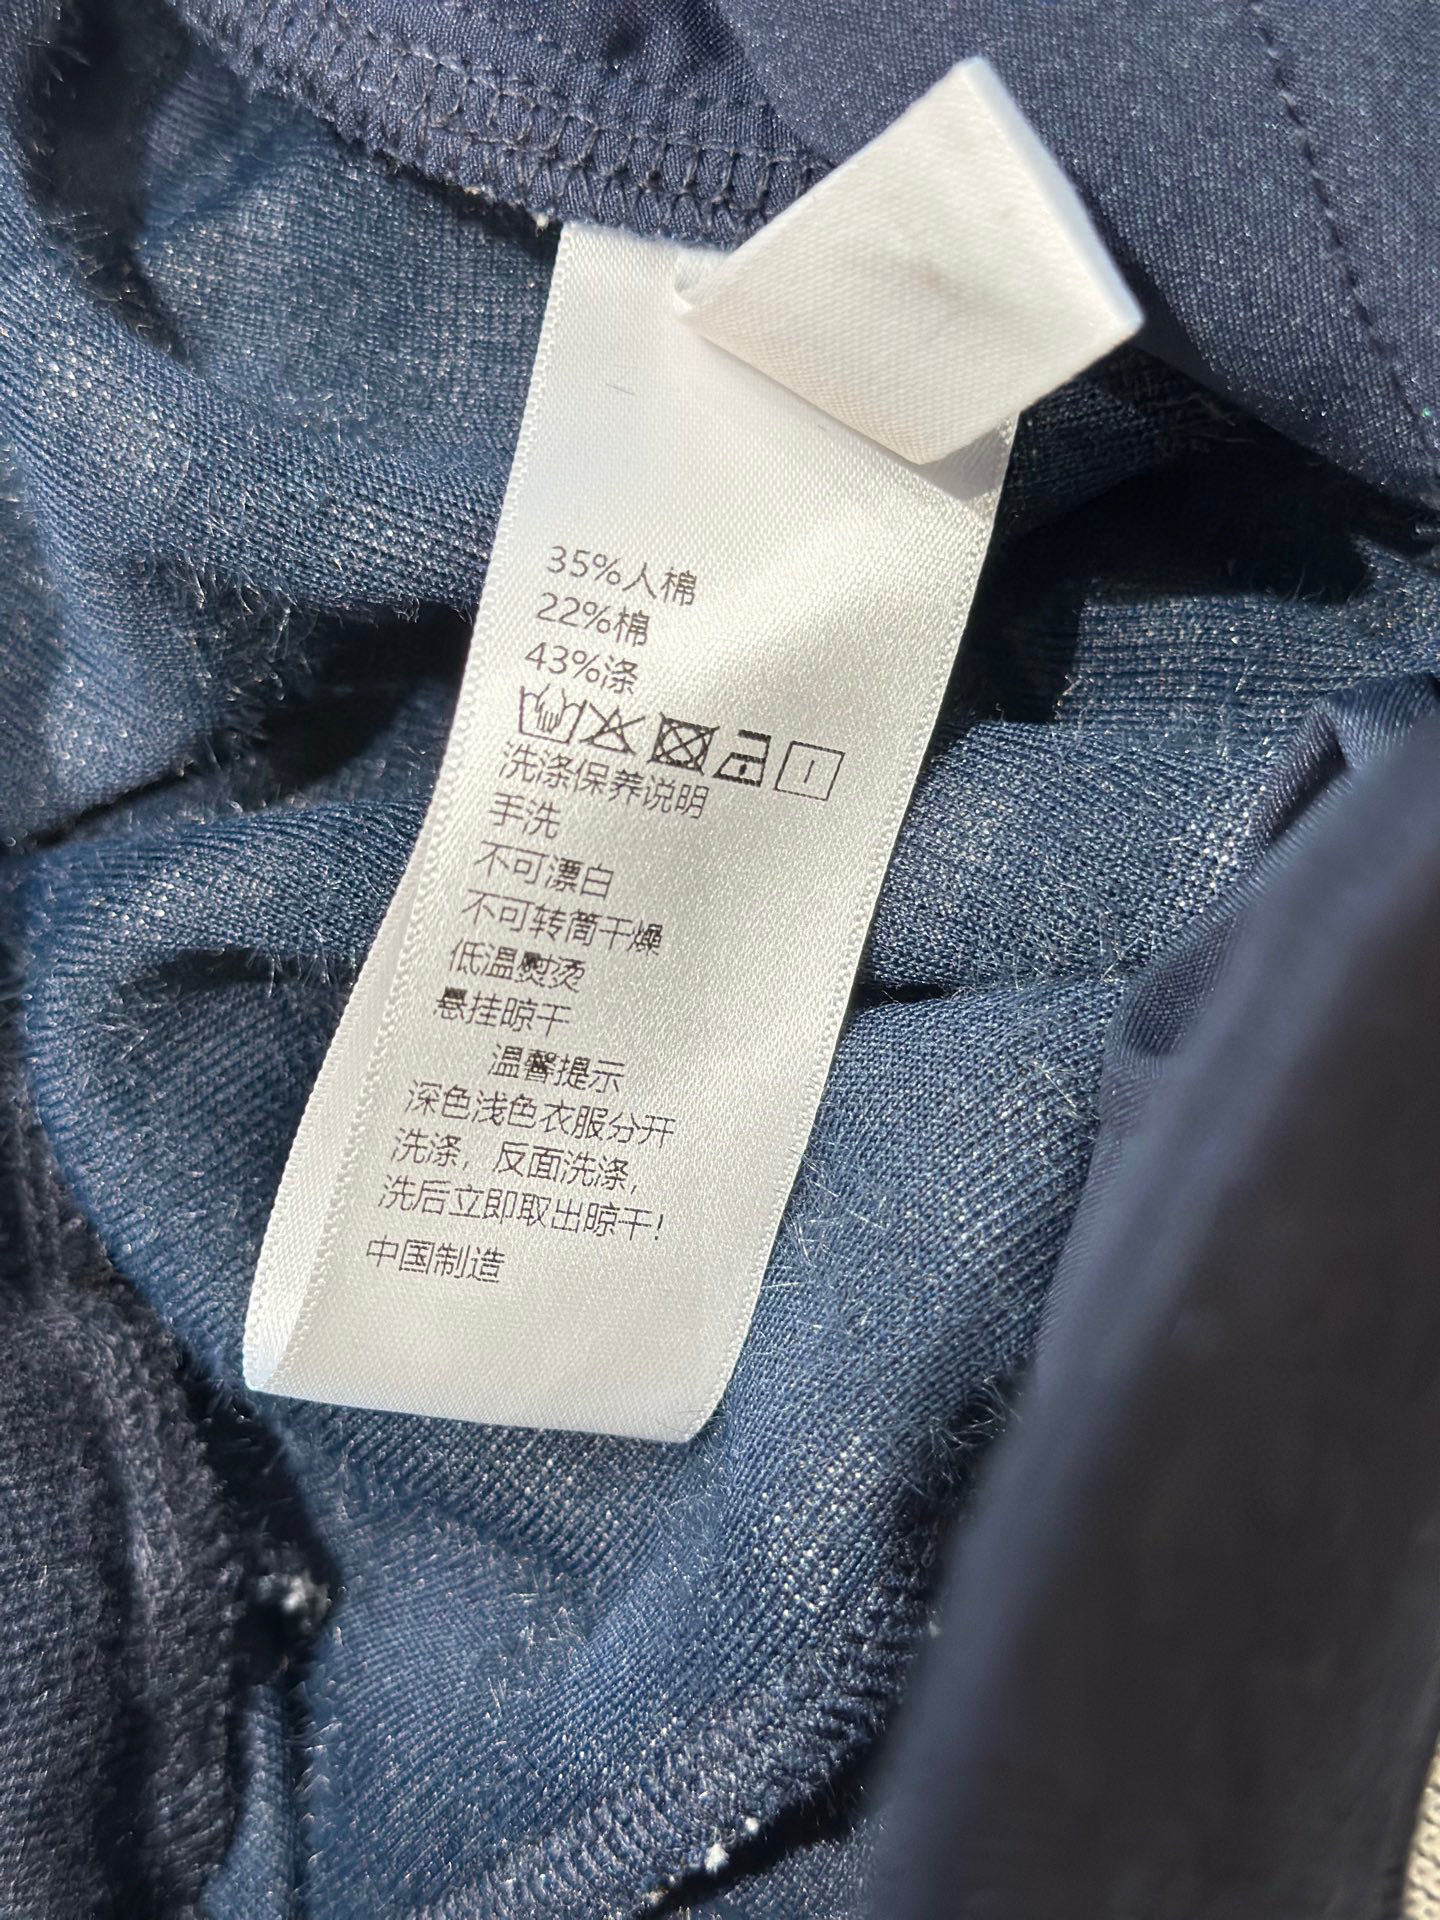 35%人棉
22%棉
43%涤
洗涤保养说明
手洗
不可漂白
不可转筒干燥
低温熨烫
悬挂晾干
温馨提示
深色浅色衣服分开
洗涤，反面洗涤，
洗后立即取出晾干！
中国制造